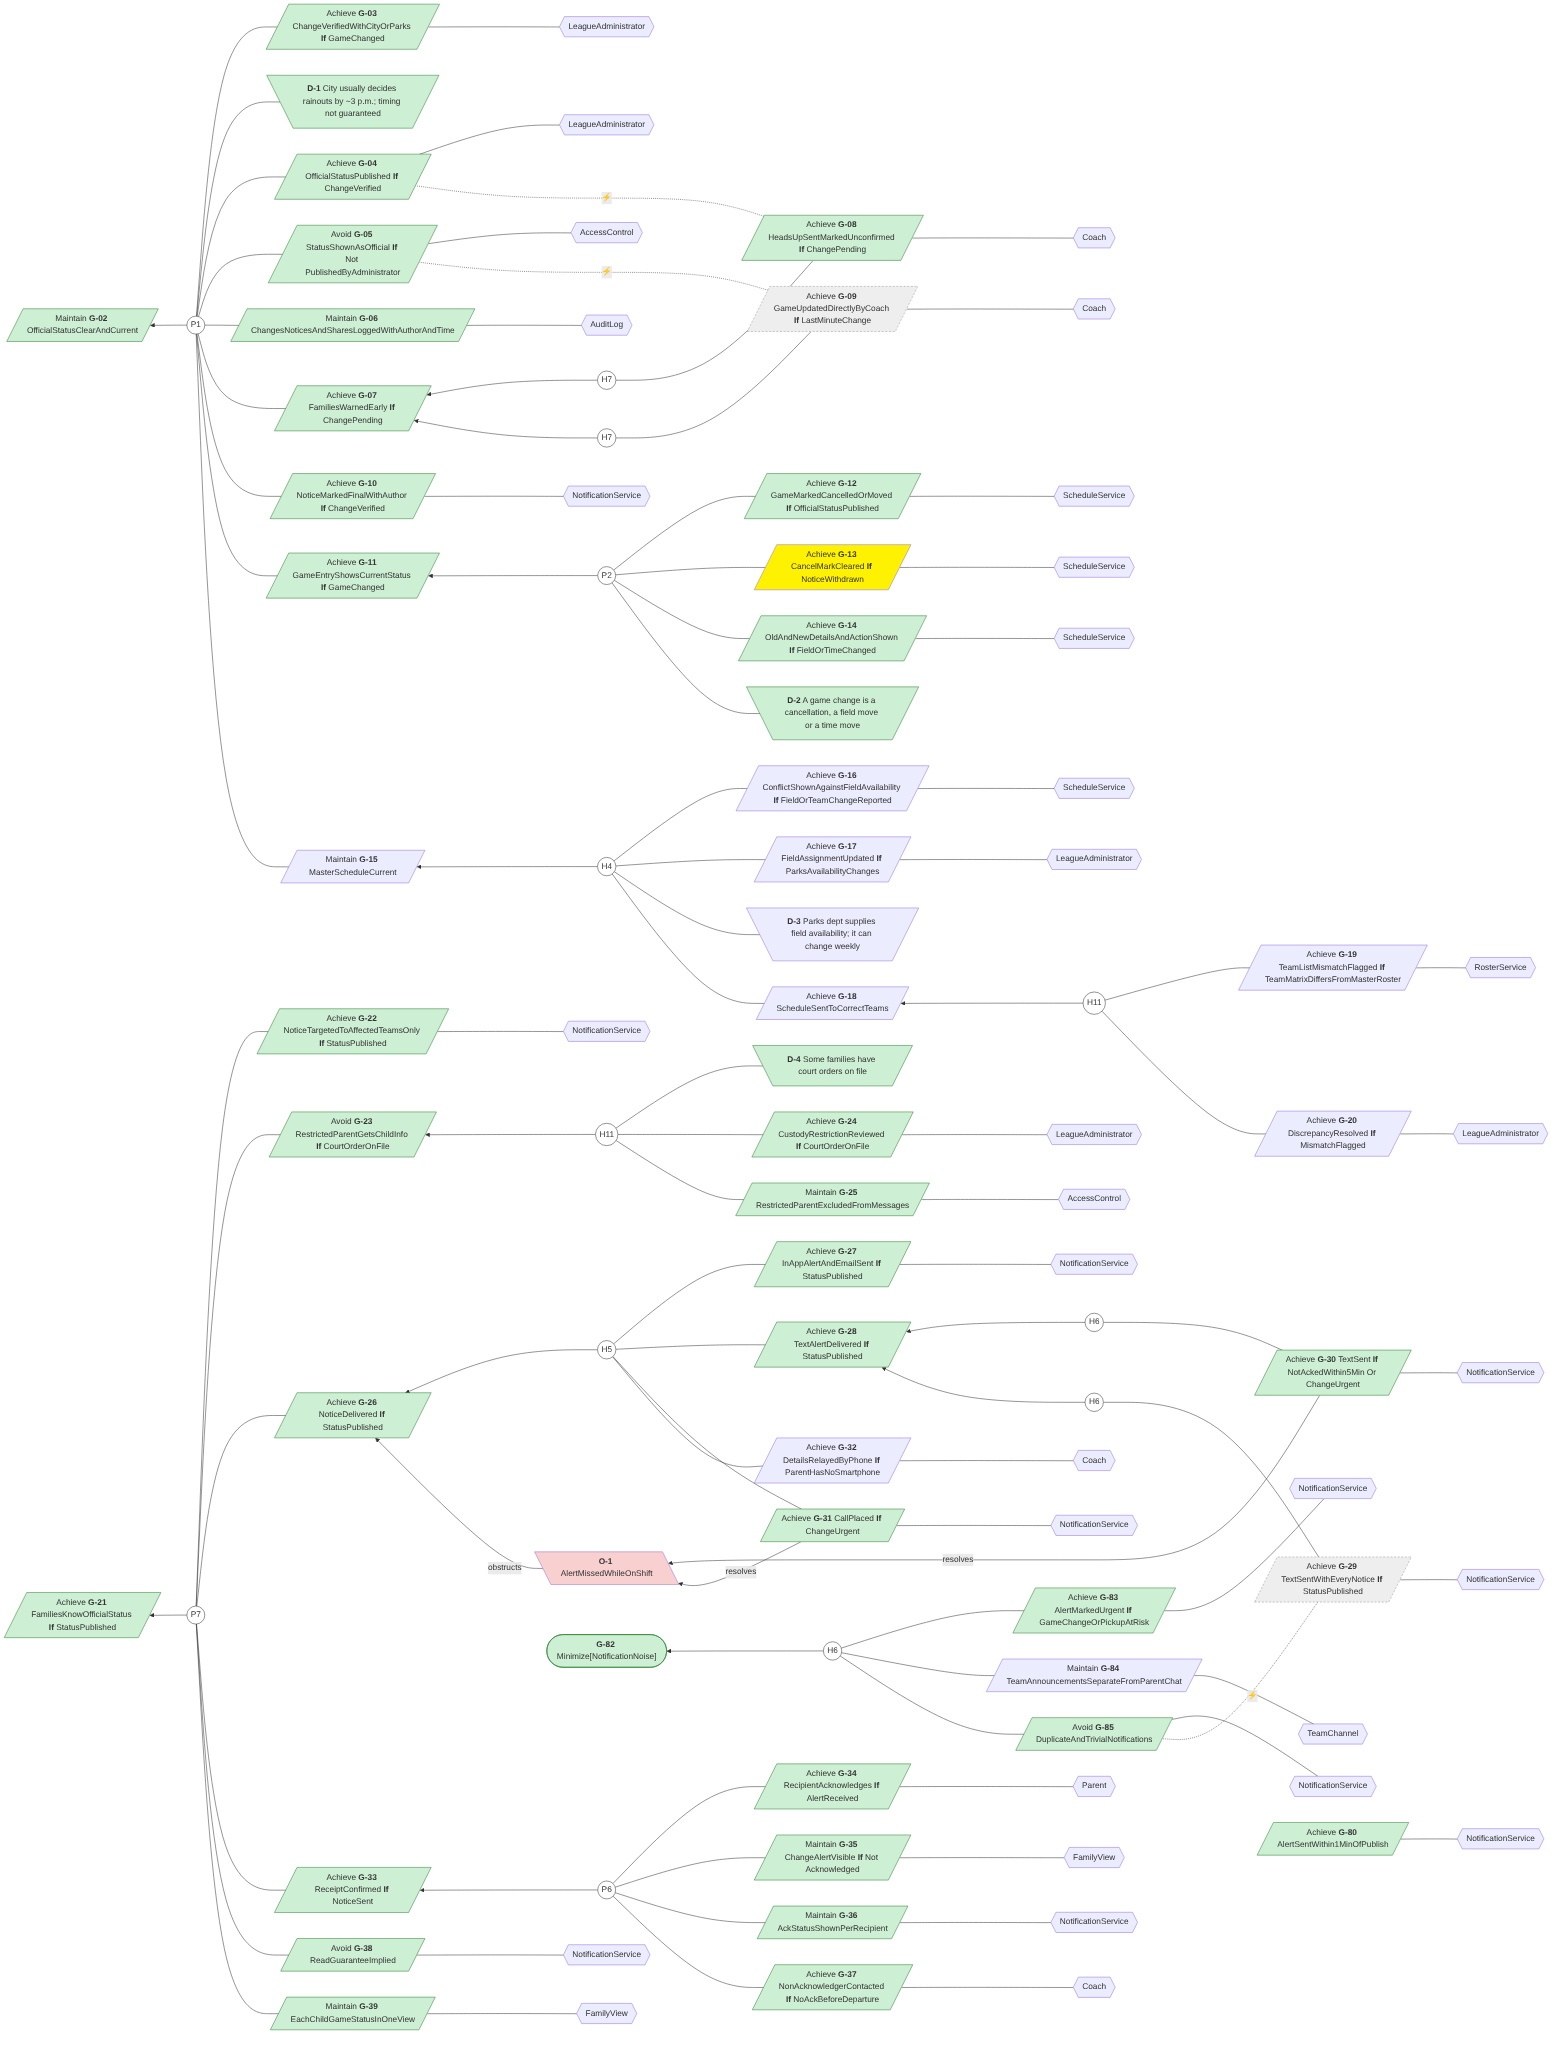 Achieve G-03
ChangeVerifiedWithCityOrParks
If GameChanged
LeagueAdministrator
D-1 City usually decides
rainouts by ~3 p.m.; timing
not guaranteed
LeagueAdministrator
Achieve G-04
OfficialStatusPublished If
ChangeVerified
⚡
Achieve G-08
HeadsUpSentMarkedUnconfirmed
If ChangePending
Coach
Avoid G-05
StatusShownAsOfficial If
Not
PublishedByAdministrator
AccessControl
⚡
Achieve G-09
GameUpdatedDirectlyByCoach
If LastMinuteChange
Coach
Maintain G-02
OfficialStatusClearAndCurrent
P1
Maintain G-06
ChangesNoticesAndSharesLoggedWithAuthorAndTime
AuditLog
H7
Achieve G-07
FamiliesWarnedEarly If
ChangePending
H7
Achieve G-10
NoticeMarkedFinalWithAuthor
If ChangeVerified
NotificationService
Achieve G-12
GameMarkedCancelledOrMoved
If OfficialStatusPublished
ScheduleService
Achieve G-11
GameEntryShowsCurrentStatus
If GameChanged
P2
Achieve G-13
CancelMarkCleared If
NoticeWithdrawn
ScheduleService
Achieve G-14
OldAndNewDetailsAndActionShown
If FieldOrTimeChanged
ScheduleService
D-2 A game change is a
cancellation, a field move
or a time move
Achieve G-16
ConflictShownAgainstFieldAvailability
If FieldOrTeamChangeReported
ScheduleService
Maintain G-15
MasterScheduleCurrent
H4
Achieve G-17
FieldAssignmentUpdated If
ParksAvailabilityChanges
LeagueAdministrator
D-3 Parks dept supplies
field availability; it can
change weekly
Achieve G-19
TeamListMismatchFlagged If
TeamMatrixDiffersFromMasterRoster
RosterService
Achieve G-18
ScheduleSentToCorrectTeams
H11
Achieve G-22
NoticeTargetedToAffectedTeamsOnly
If StatusPublished
NotificationService
D-4 Some families have
court orders on file
Avoid G-23
RestrictedParentGetsChildInfo
If CourtOrderOnFile
H11
Achieve G-24
CustodyRestrictionReviewed
If CourtOrderOnFile
LeagueAdministrator
Achieve G-20
DiscrepancyResolved If
MismatchFlagged
LeagueAdministrator
Maintain G-25
RestrictedParentExcludedFromMessages
AccessControl
Achieve G-27
InAppAlertAndEmailSent If
StatusPublished
NotificationService
H5
Achieve G-28
TextAlertDelivered If
StatusPublished
H6
Achieve G-30 TextSent If
NotAckedWithin5Min Or
ChangeUrgent
NotificationService
H6
Achieve G-26
NoticeDelivered If
StatusPublished
Achieve G-32
DetailsRelayedByPhone If
ParentHasNoSmartphone
Coach
NotificationService
Achieve G-31 CallPlaced If
ChangeUrgent
NotificationService
obstructs
O-1
AlertMissedWhileOnShift
resolves
resolves
Achieve G-29
TextSentWithEveryNotice If
StatusPublished
NotificationService
Achieve G-21
FamiliesKnowOfficialStatus
If StatusPublished
P7
Achieve G-83
AlertMarkedUrgent If
GameChangeOrPickupAtRisk
G-82
Minimize[NotificationNoise]
H6
Maintain G-84
TeamAnnouncementsSeparateFromParentChat
⚡
TeamChannel
Avoid G-85
DuplicateAndTrivialNotifications
NotificationService
Achieve G-34
RecipientAcknowledges If
AlertReceived
Parent
Achieve G-80
AlertSentWithin1MinOfPublish
NotificationService
Maintain G-35
ChangeAlertVisible If Not
Acknowledged
FamilyView
Achieve G-33
ReceiptConfirmed If
NoticeSent
P6
Maintain G-36
AckStatusShownPerRecipient
NotificationService
Avoid G-38
ReadGuaranteeImplied
NotificationService
Achieve G-37
NonAcknowledgerContacted
If NoAckBeforeDeparture
Coach
Maintain G-39
EachChildGameStatusInOneView
FamilyView